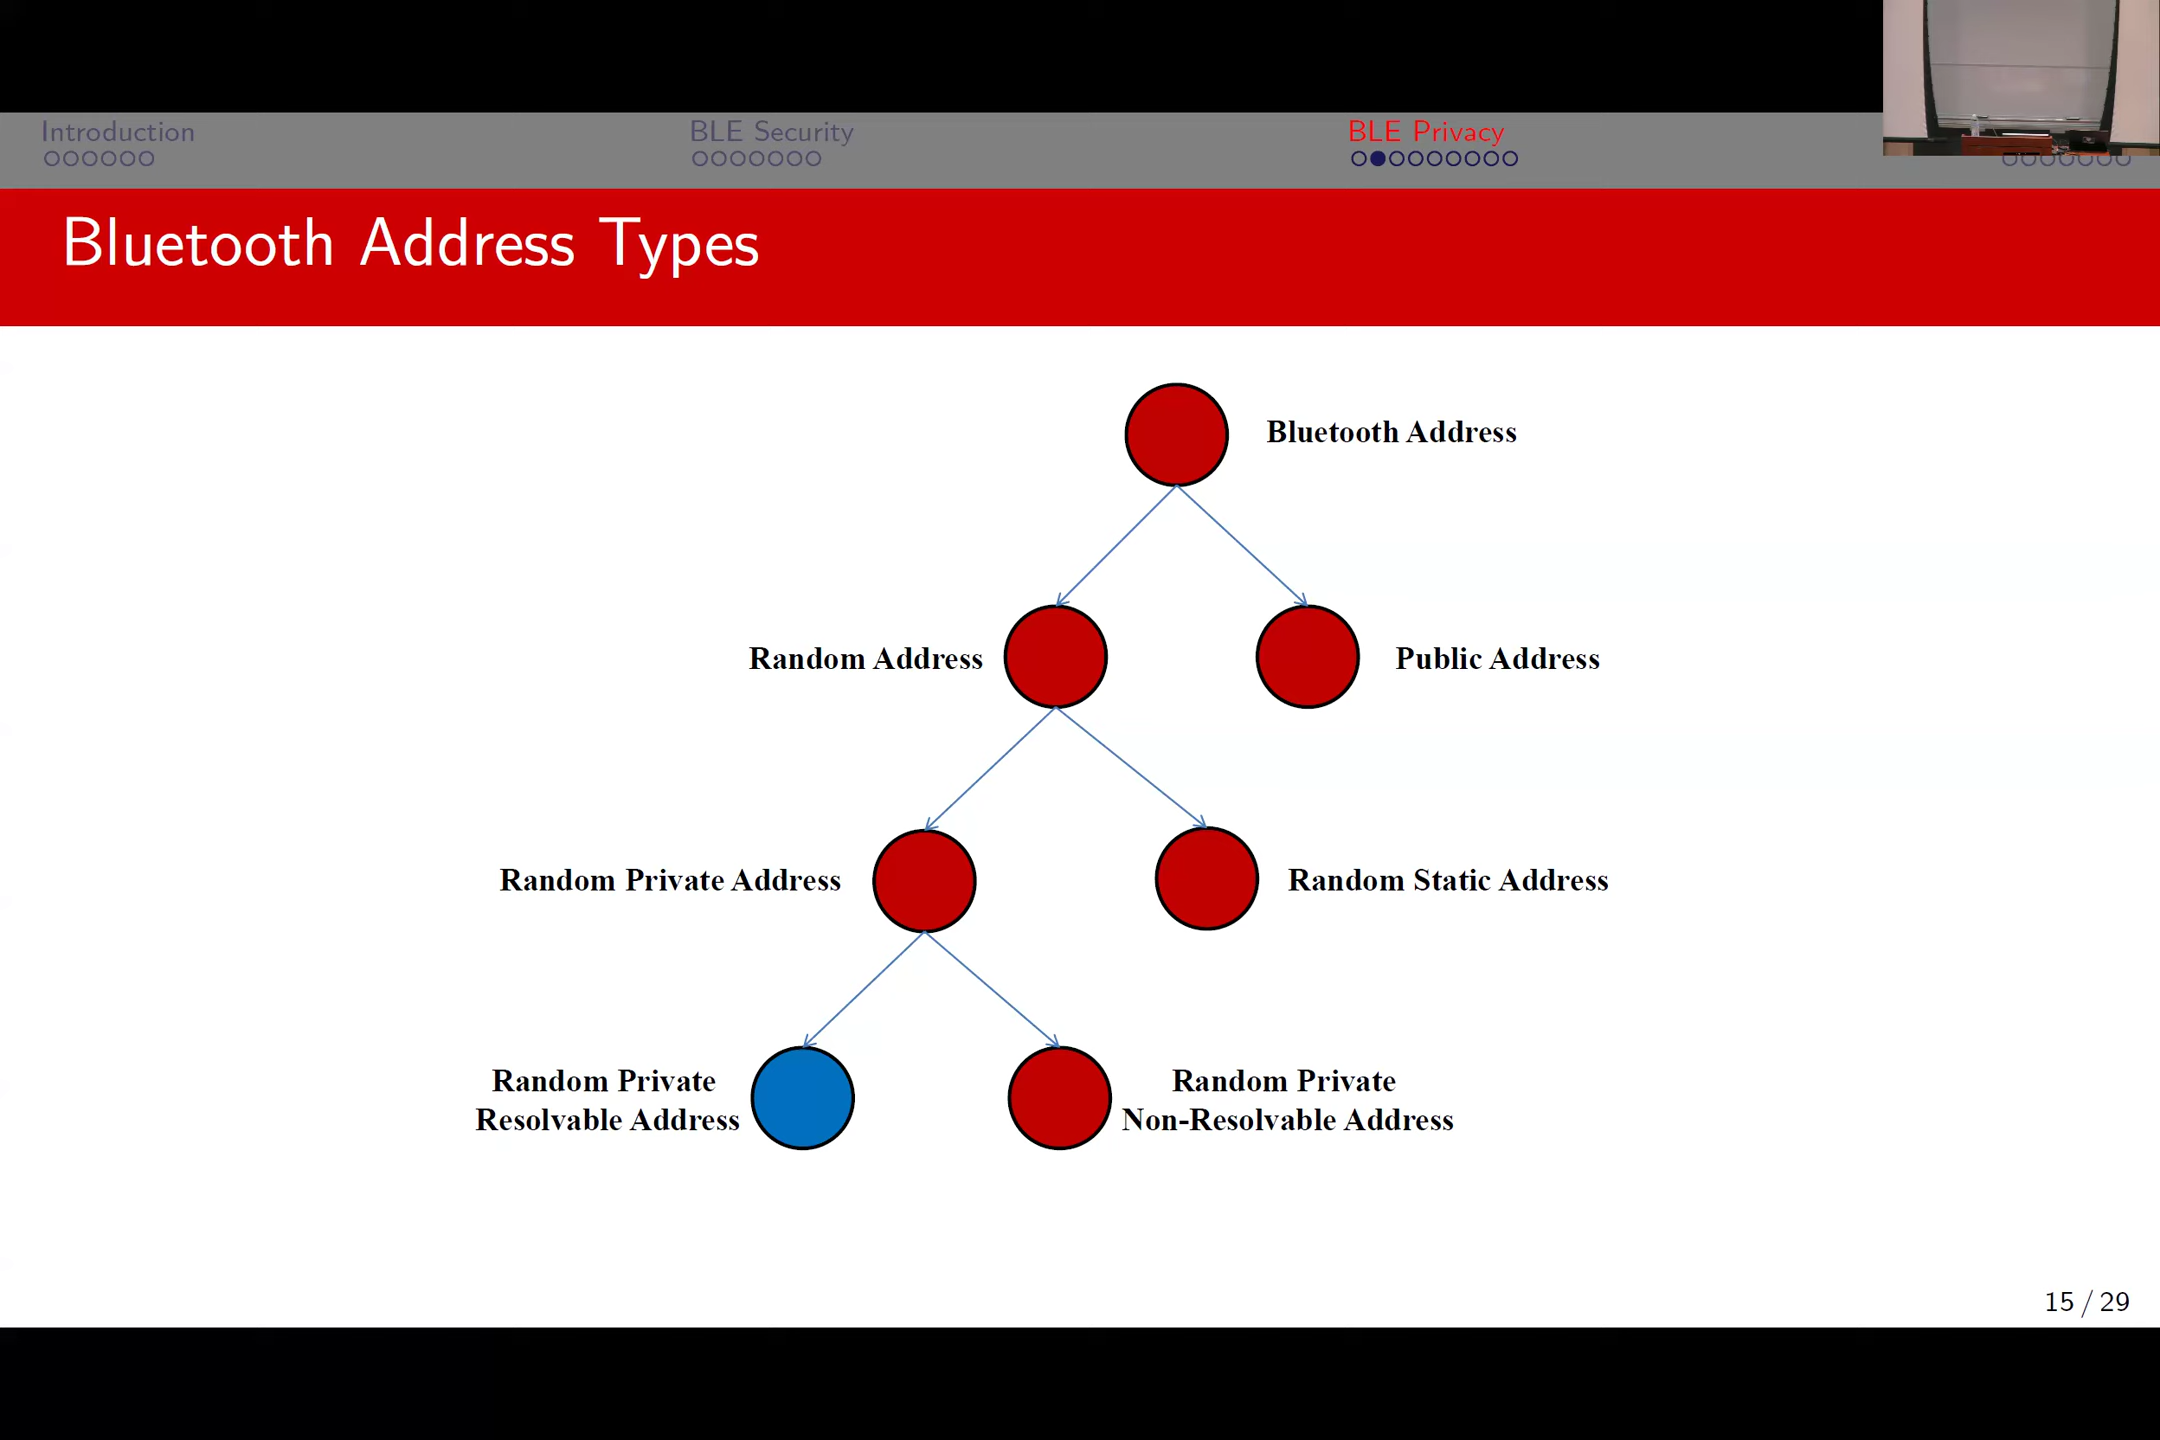 Introduction
BLE Security
BLE Privacy
Bluetooth Address Types
Bluetooth Address
Random Address
Public Address
Random Private Address
Random Static Address
Random Private
Resolvable Address
Random Private
Non-Resolvable Address
15 / 29